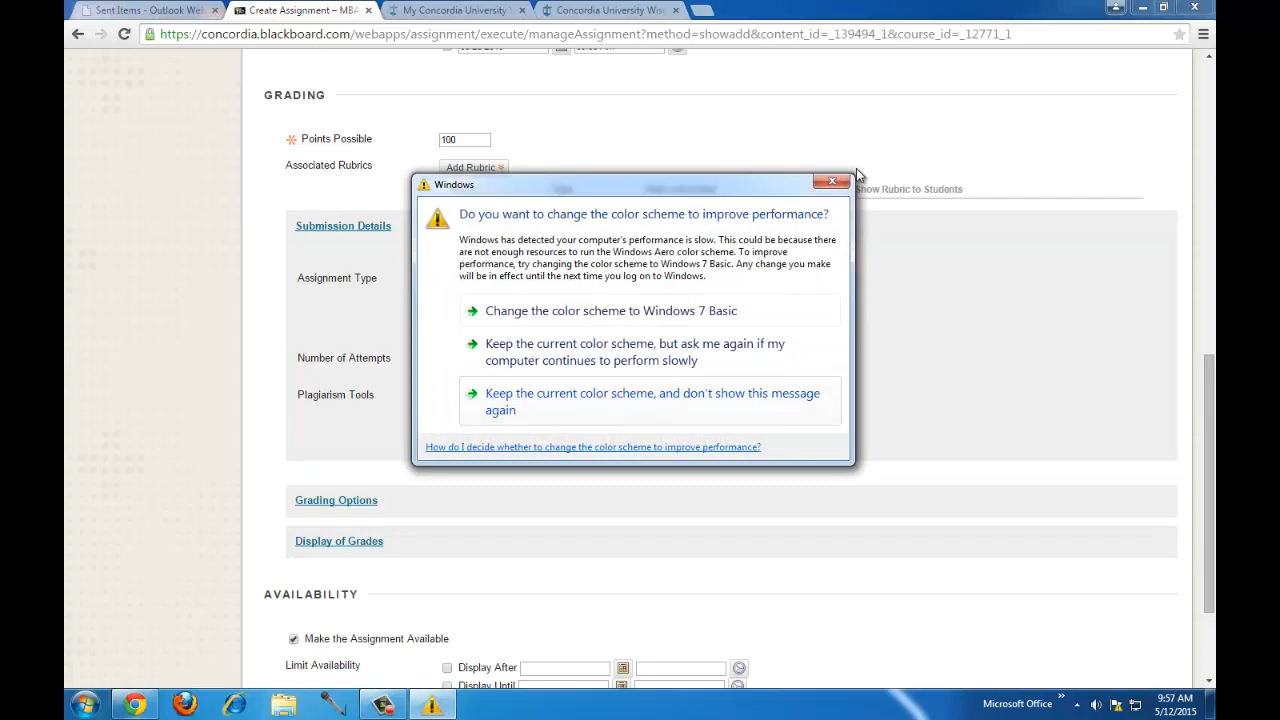 Sent Items - Outlook Web
Create Assignment – MBA
My Concordia University
Concordia University Wis
https://concordia.blackboard.com/webapps/assignment/execute/manageAssignment?method=showadd&content_id=_139494_1&course_id=_12771_1
GRADING
Points Possible
100
Associated Rubrics
Add Rubric
Windows
Show Rubric to Students
Do you want to change the color scheme to improve performance?
Submission Details
Windows has detected your computer's performance is slow. This could be because there
are not enough resources to run the Windows Aero color scheme. To improve
performance, try changing the color scheme to Windows 7 Basic. Any change you make
will be in effect until the next time you log on to Windows.
Assignment Type
Change the color scheme to Windows 7 Basic
Keep the current color scheme, but ask me again if my
computer continues to perform slowly
Number of Attempts
Plagiarism Tools
Keep the current color scheme, and don't show this message
again
How do I decide whether to change the color scheme to improve performance?
Grading Options
Display of Grades
AVAILABILITY
Make the Assignment Available
Limit Availability
Display After
Display Until
Microsoft Office
9:57 AM
5/12/2015